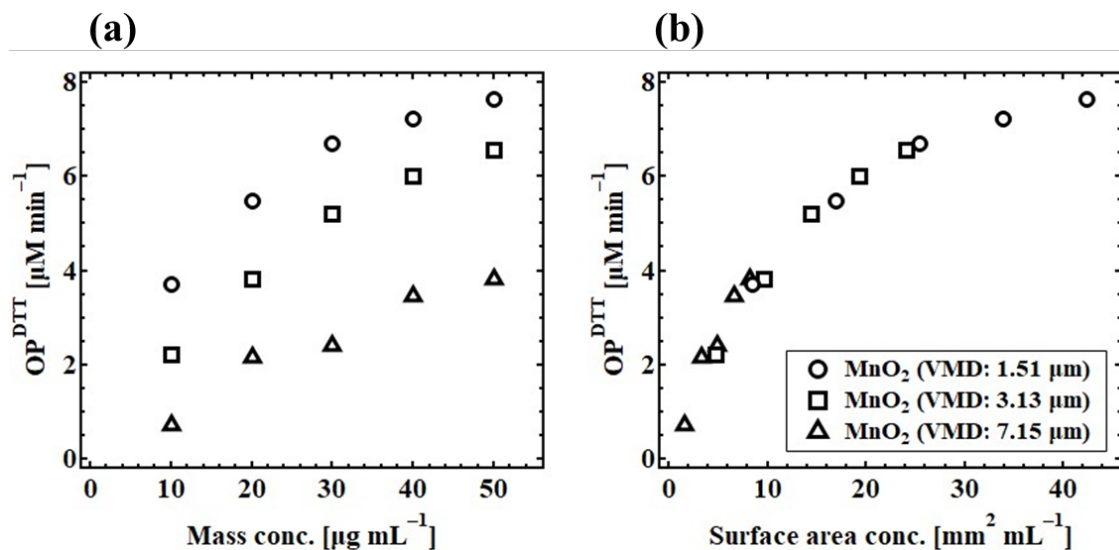 (a)
(b)
OP^DTT [μM min⁻¹]
8
6
4
2
0
0 10 20 30 40 50
Mass conc. [μg mL⁻¹]
OP^DTT [μM min⁻¹]
8
6
4
2
0
MnO₂ (VMD: 1.51 μm)
MnO₂ (VMD: 3.13 μm)
MnO₂ (VMD: 7.15 μm)
0 10 20 30 40
Surface area conc. [mm² mL⁻¹]